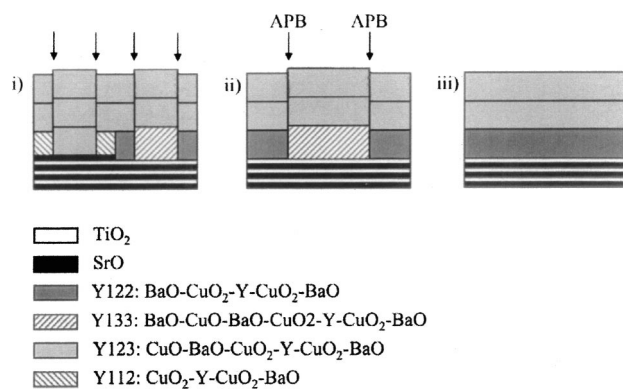 APB APB
i) ii) iii)
TiO₂
SrO
Y122: BaO-CuO₂-Y-CuO₂-BaO
Y133: BaO-CuO-BaO-CuO2-Y-CuO₂-BaO
Y123: CuO-BaO-CuO₂-Y-CuO₂-BaO
Y112: CuO₂-Y-CuO₂-BaO